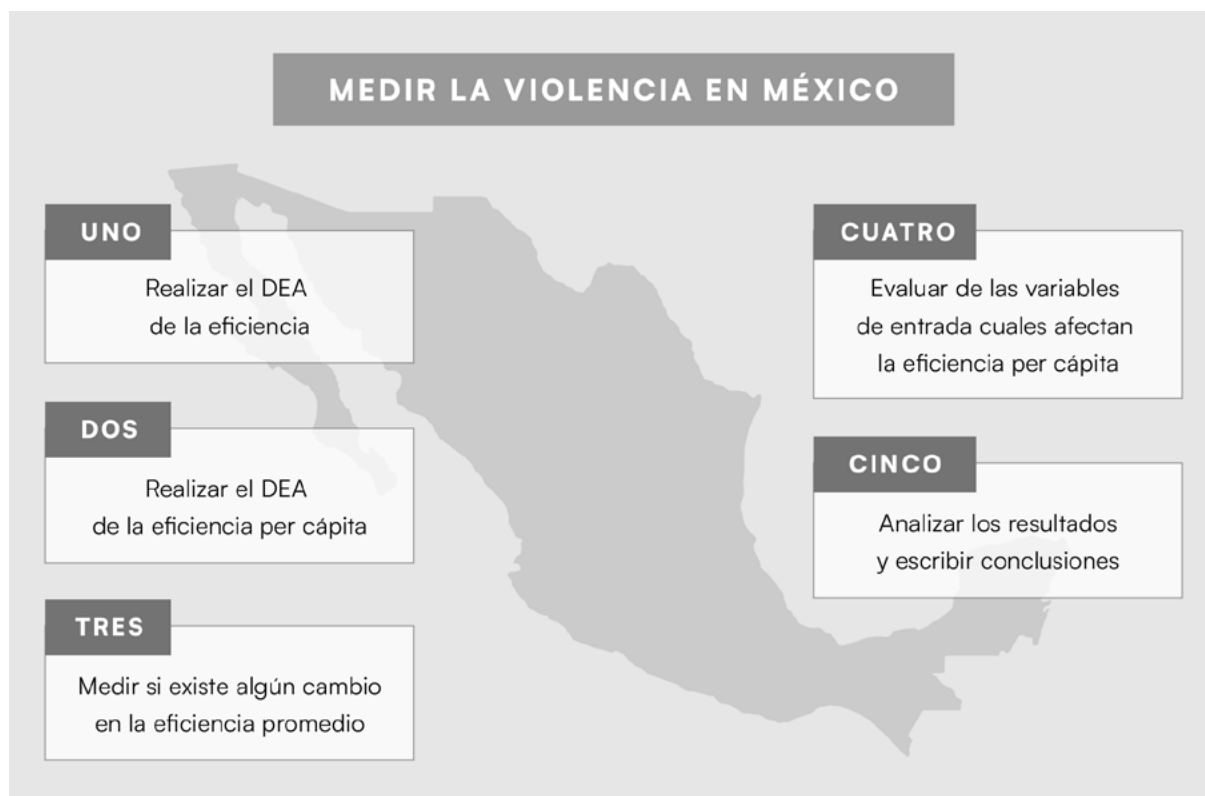 MEDIR LA VIOLENCIA EN MÉXICO
UNO
Realizar el DEA
de la eficiencia
DOS
Realizar el DEA
de la eficiencia per cápita
TRES
Medir si existe algún cambio
en la eficiencia promedio
CUATRO
Evaluar de las variables
de entrada cuales afectan
la eficiencia per cápita
CINCO
Analizar los resultados
y escribir conclusiones